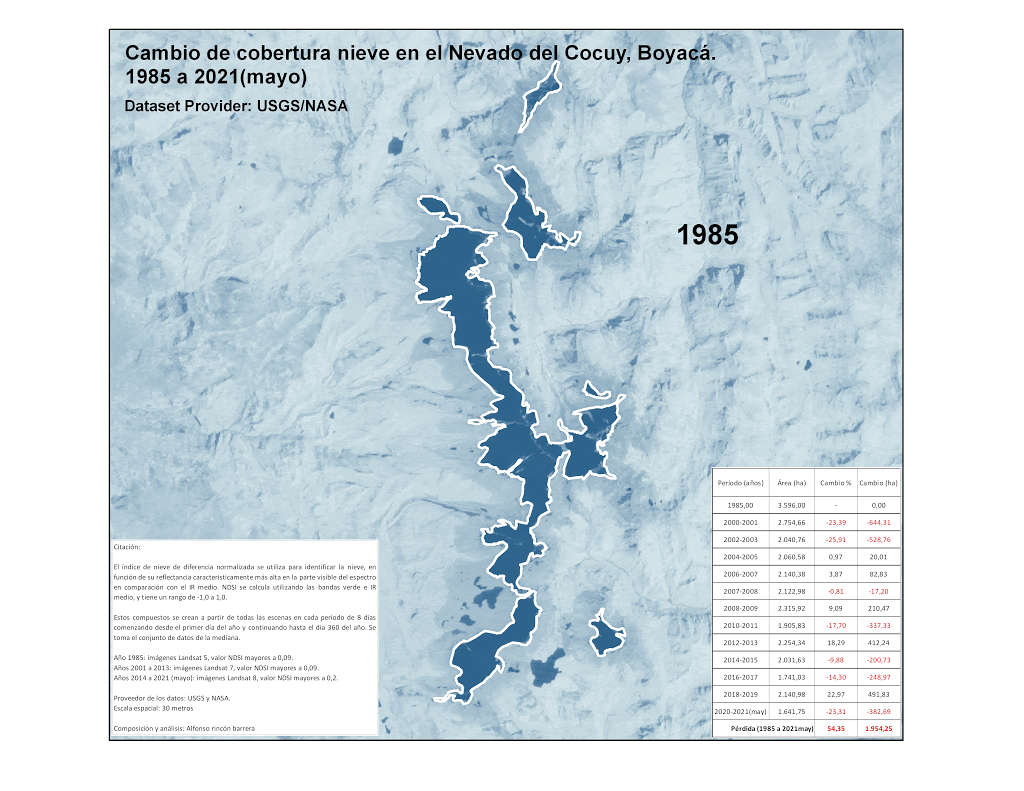 Cambio de cobertura nieve en el Nevado del Cocuy, Boyacá.
1985 a 2021(mayo)
Dataset Provider: USGS/NASA
1985
Período (años) Área (ha) Cambio % Cambio (ha)
1985,00 3.596,00 - 0,00
2000-2001 2.754,66 -23,39 -644,31
2002-2003 2.040,76 -25,91 -528,76
2004-2005 2.060,58 0,97 20,01
2006-2007 2.140,38 3,87 82,83
2007-2008 2.122,98 -0,81 -17,20
2008-2009 2.315,92 9,09 210,47
2010-2011 1.905,83 -17,70 -337,33
2012-2013 2.254,34 18,29 412,24
2014-2015 2.031,63 -9,88 -200,73
2016-2017 1.741,03 -14,30 -248,97
2018-2019 2.140,98 22,97 491,83
2020-2021(may) 1.641,75 -23,31 -382,69
Pérdida (1985 a 2021may) 54,35 1.954,25
Citación:
El índice de nieve de diferencia normalizada se utiliza para identificar la nieve, en
función de su reflectancia característicamente más alta en la parte visible del espectro
en comparación con el IR medio. NDSI se calcula utilizando las bandas verde e IR
medio, y tiene un rango de -1,0 a 1,0.
Estos compuestos se crean a partir de todas las escenas en cada período de 8 días
comenzando desde el primer día del año y continuando hasta el día 360 del año. Se
toma el conjunto de datos de la mediana.
Año 1985: imágenes Landsat 5, valor NDSI mayores a 0,09.
Años 2001 a 2013: imágenes Landsat 7, valor NDSI mayores a 0,09.
Años 2014 a 2021 (mayo): imágenes Landsat 8, valor NDSI mayores a 0,2.
Proveedor de los datos: USGS y NASA.
Escala espacial: 30 metros
Composición y análisis: Alfonso rincón barrera